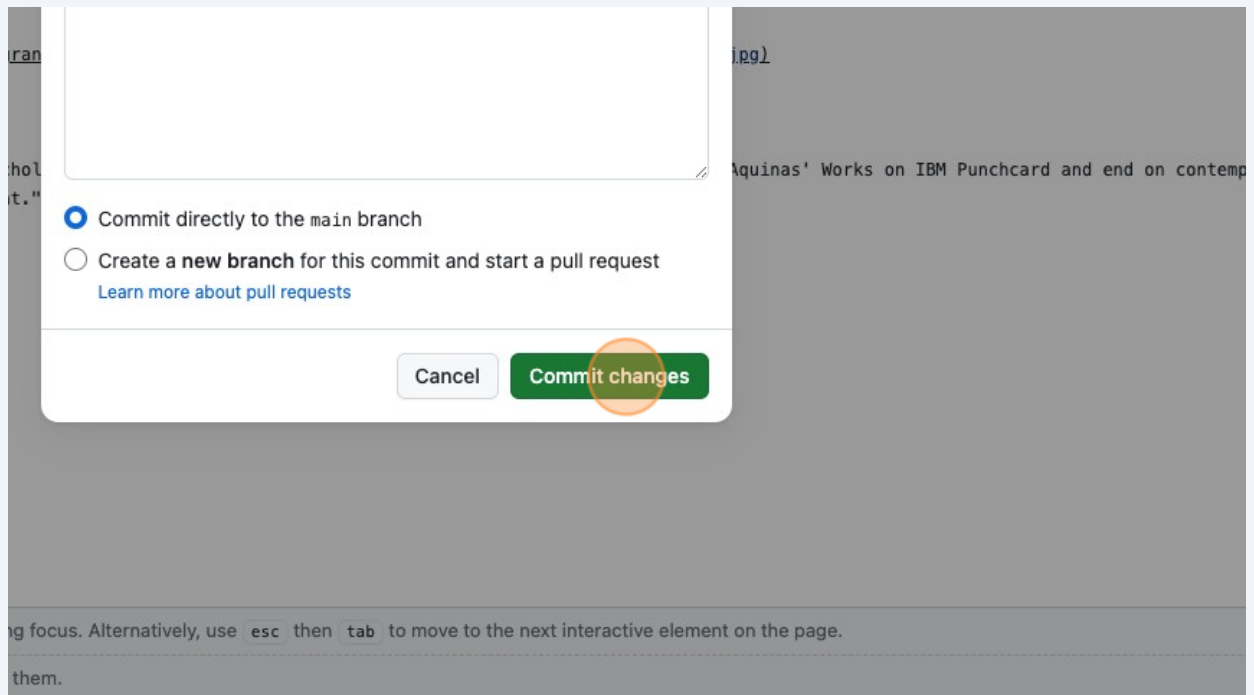 jpg)
Aquinas' Works on IBM Punchcard and end on
Commit directly to the main branch
Create a new branch for this commit and start a pull request
Learn more about pull requests
Cancel Commit changes
focus. Alternatively, use esc then tab to move to the next interactive element on the page.
them.